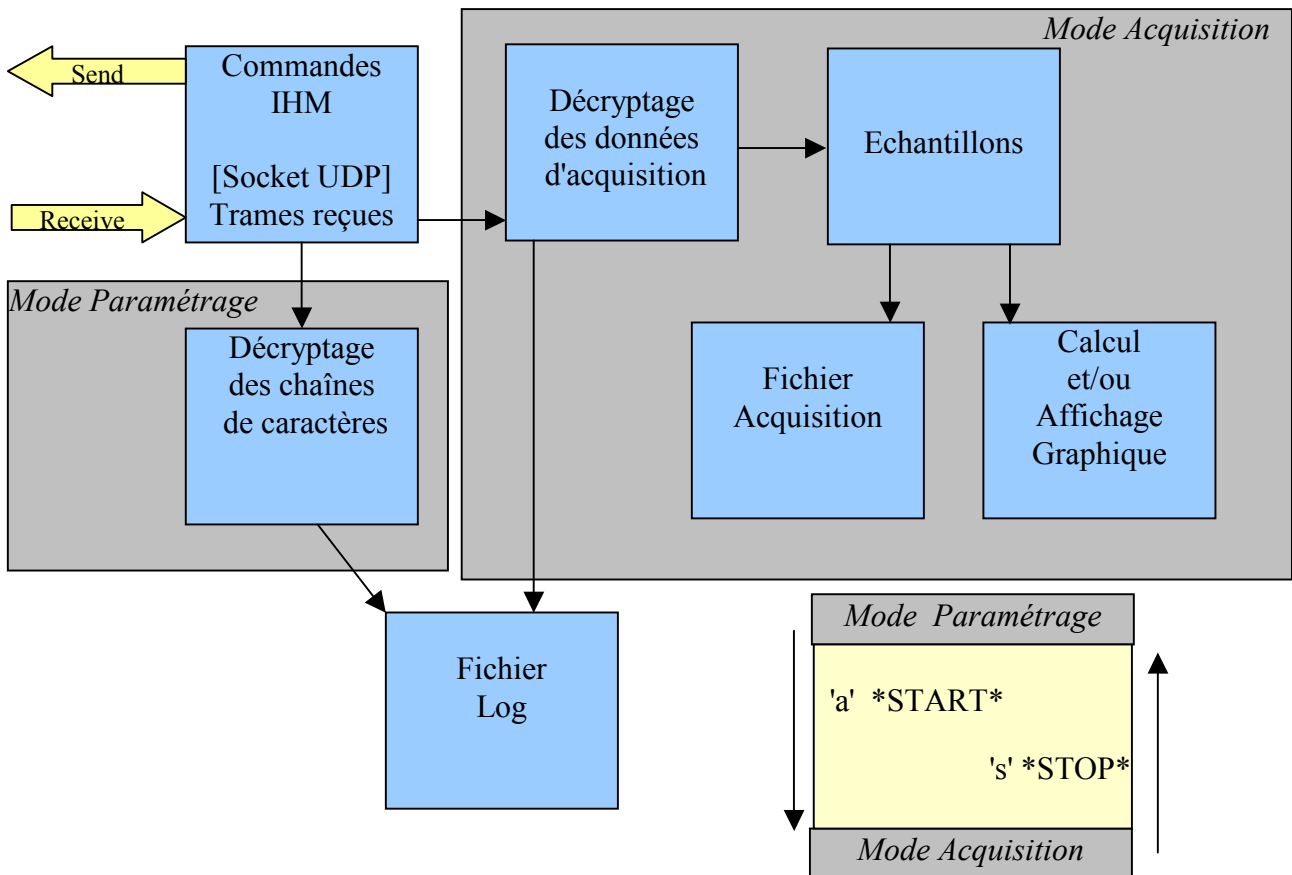 Mode Acquisition
Send
Commandes
IHM
[Socket UDP]
Trames reçues
Receive
Décryptage
des données
d'acquisition
Echantillons
Mode Paramétrage
Décryptage
des chaînes
de caractères
Fichier
Acquisition
Calcul
et/ou
Affichage
Graphique
Fichier
Log
Mode Paramétrage
'a' *START*
's' *STOP*
Mode Acquisition